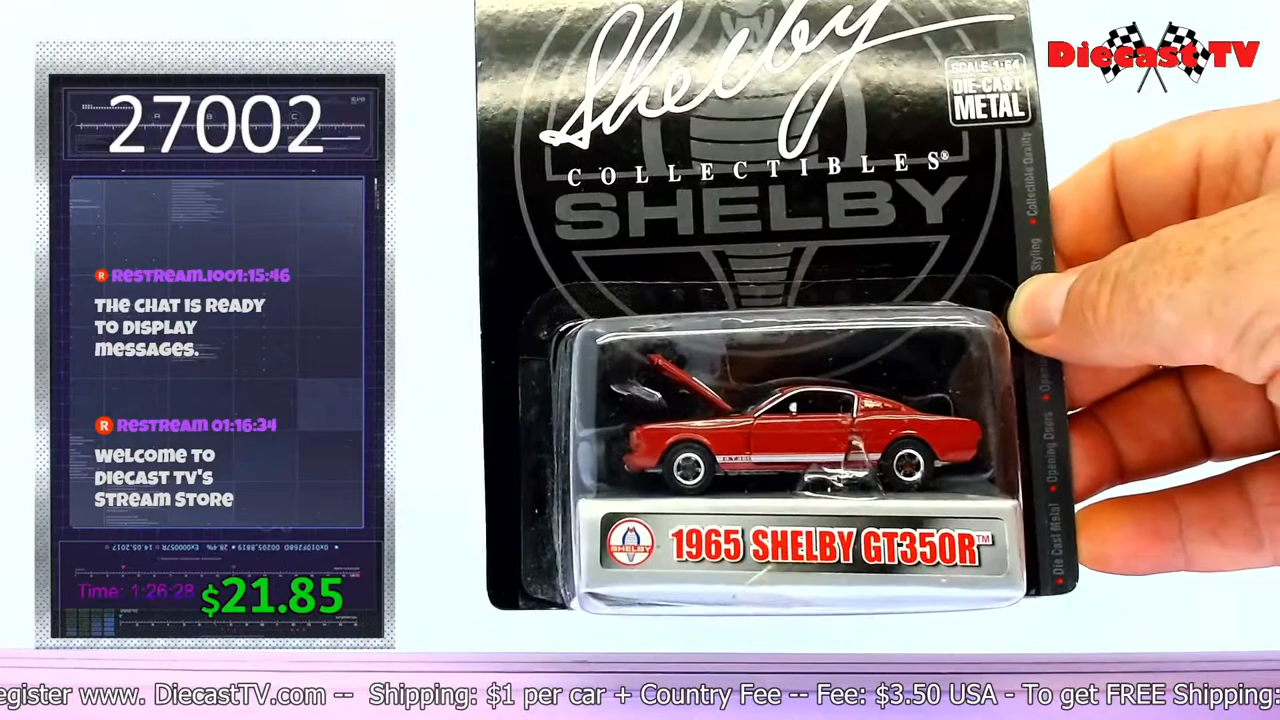 27002
Restream.io01:15:46
The chat is ready
to display
messages.
Restream 01:16:34
Welcome to
Diecast TV's
Stream Store
Time: 1:26:28
$21.85
Shelby
COLLECTIBLES®
SHELBY
SCALE 1:64
DIE-CAST
METAL
Die Cast Metal • Opening Doors • Styling • Collectible Quality
SHELBY
1965 SHELBY GT350R™
Diecast TV
egister www. DiecastTV.com -- Shipping: $1 per car + Country Fee -- Fee: $3.50 USA - To get FREE Shipping: